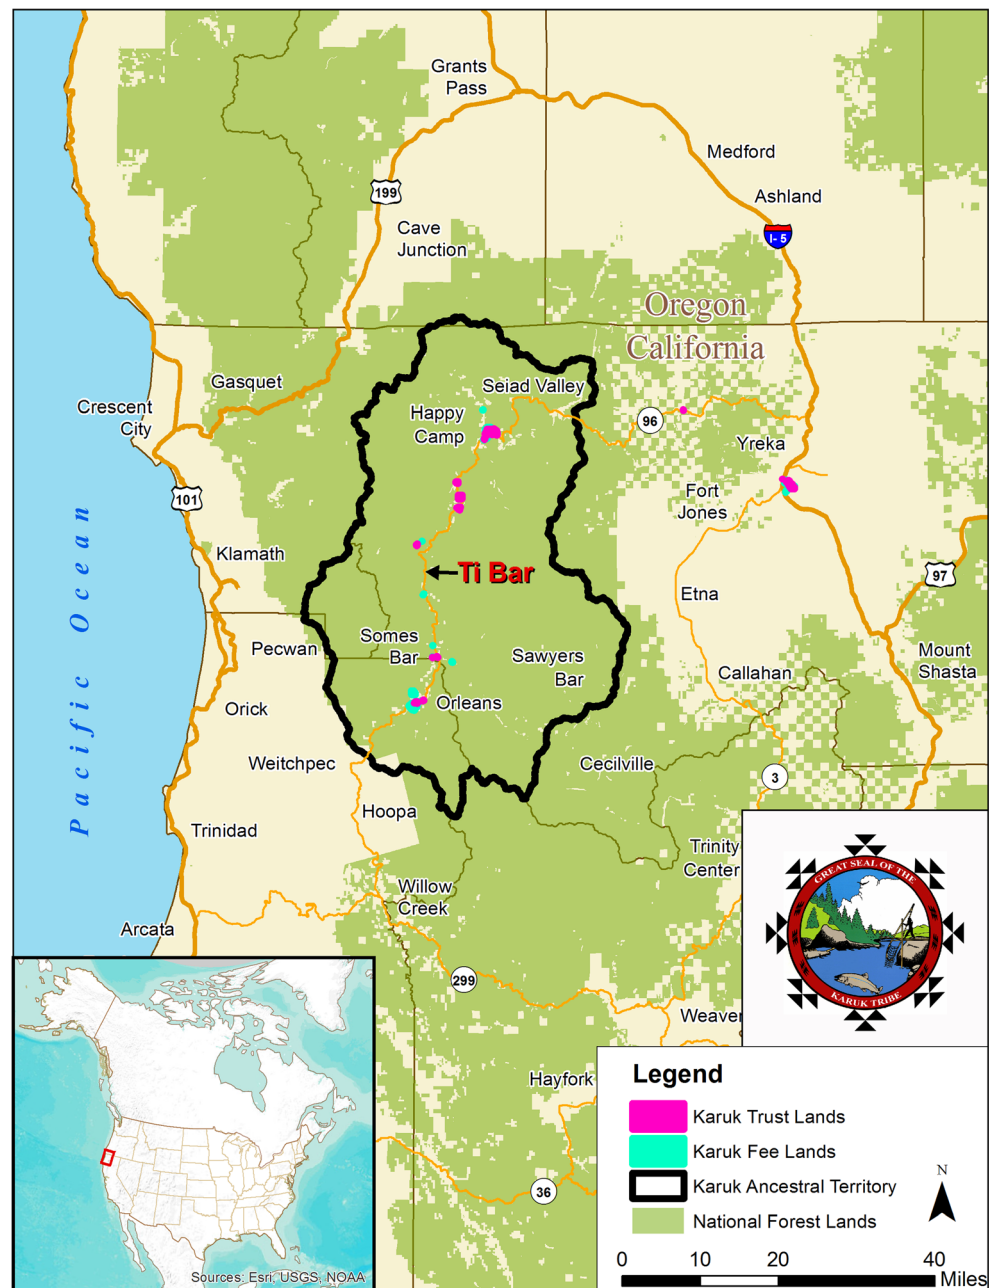 Grants
Pass
Medford
199
Ashland
Cave
Junction
I-5
Oregon
California
Gasquet
Seiad Valley
Crescent
City
Happy
Camp
96
Yreka
101
Fort
Jones
Pacific Ocean
Klamath
Ti Bar
97
Etna
Pecwan
Somes
Bar
Sawyers
Bar
Mount
Shasta
Callahan
Orick
Orleans
Weitchpec
Cecilville
3
Hoopa
Trinidad
Trinity
Center
Willow
Creek
Arcata
299
Weaver
Hayfork
36
GREAT SEAL OF THE
KARUK TRIBE
Legend
Karuk Trust Lands
Karuk Fee Lands
Karuk Ancestral Territory
National Forest Lands
N
0 10 20 40
Miles
Sources: Esri, USGS, NOAA